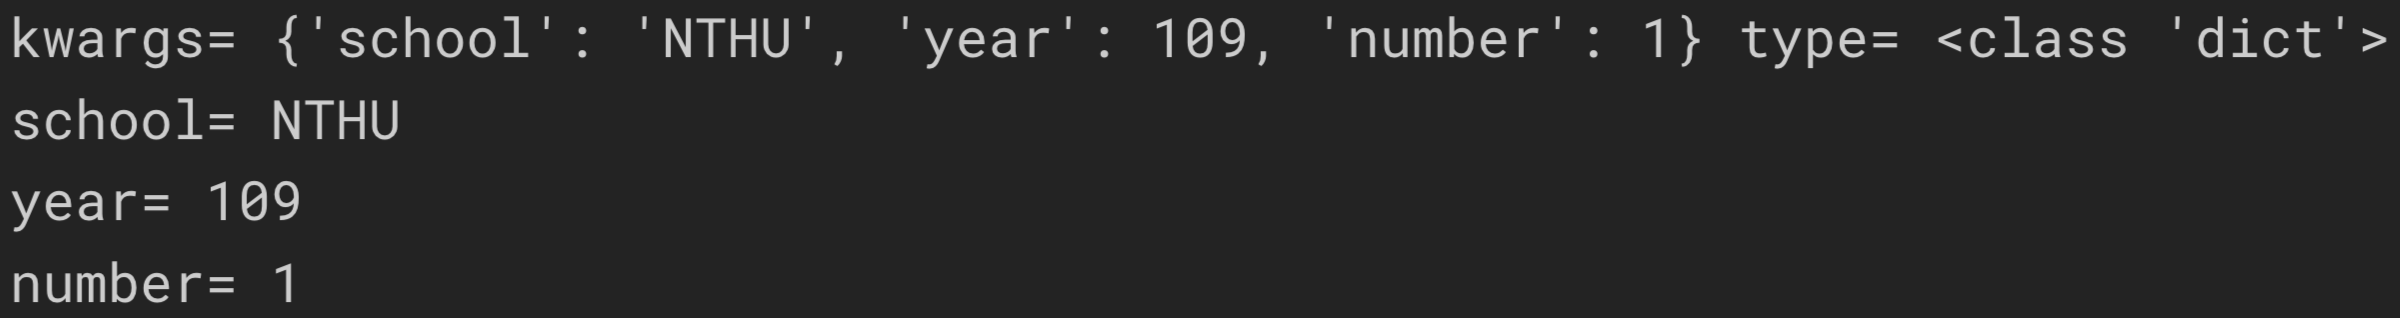 kwargs= {'school': 'NTHU', 'year': 109, 'number': 1} type= <class 'dict'>
school= NTHU
year= 109
number= 1